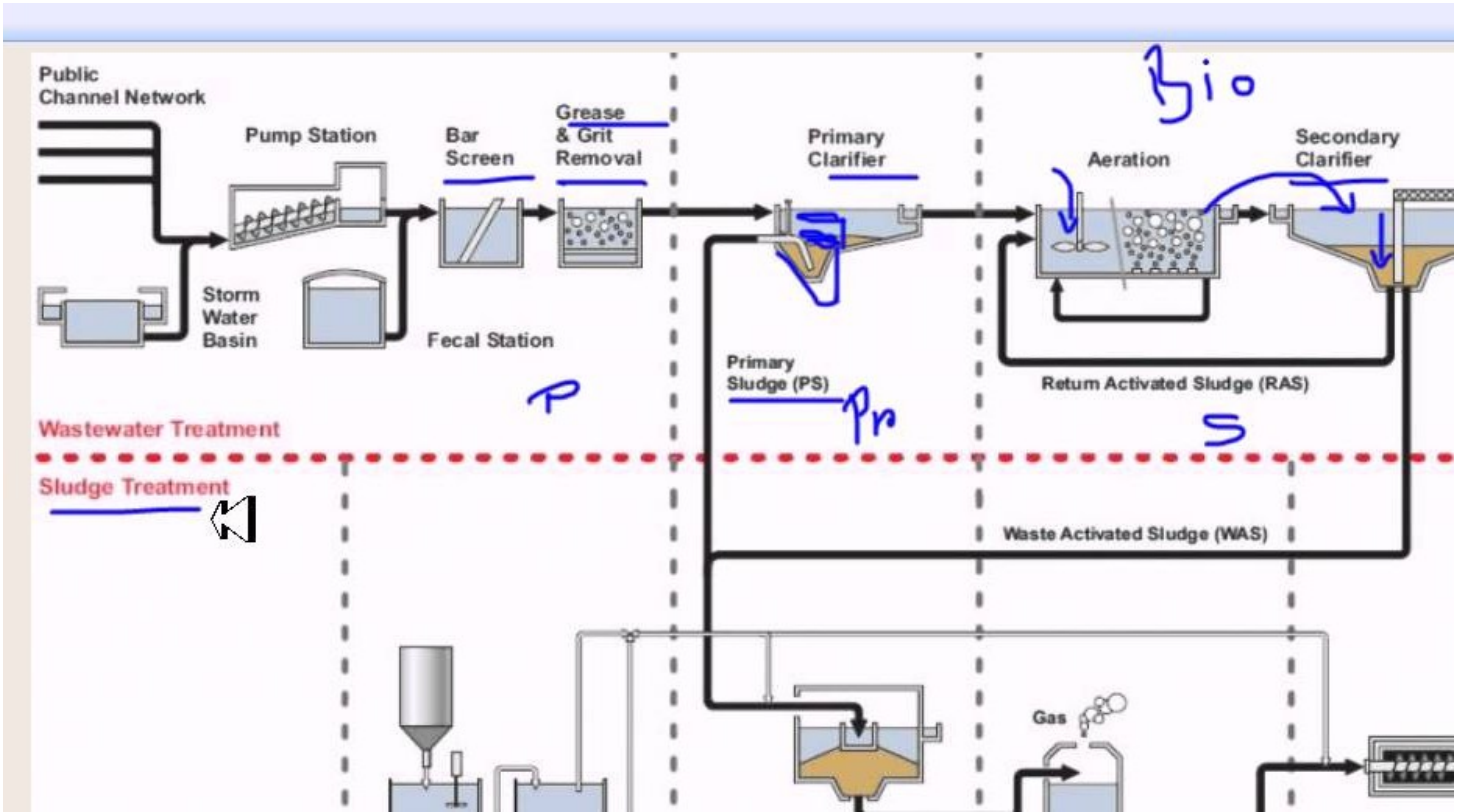 Public
Channel Network
Pump Station
Bar
Screen
Grease
& Grit
Removal
Primary
Clarifier
Bio
Aeration
Secondary
Clarifier
Storm
Water
Basin
Fecal Station
Primary
Sludge (PS)
Return Activated Sludge (RAS)
P
Pr
S
Wastewater Treatment
Sludge Treatment
Waste Activated Sludge (WAS)
Gas